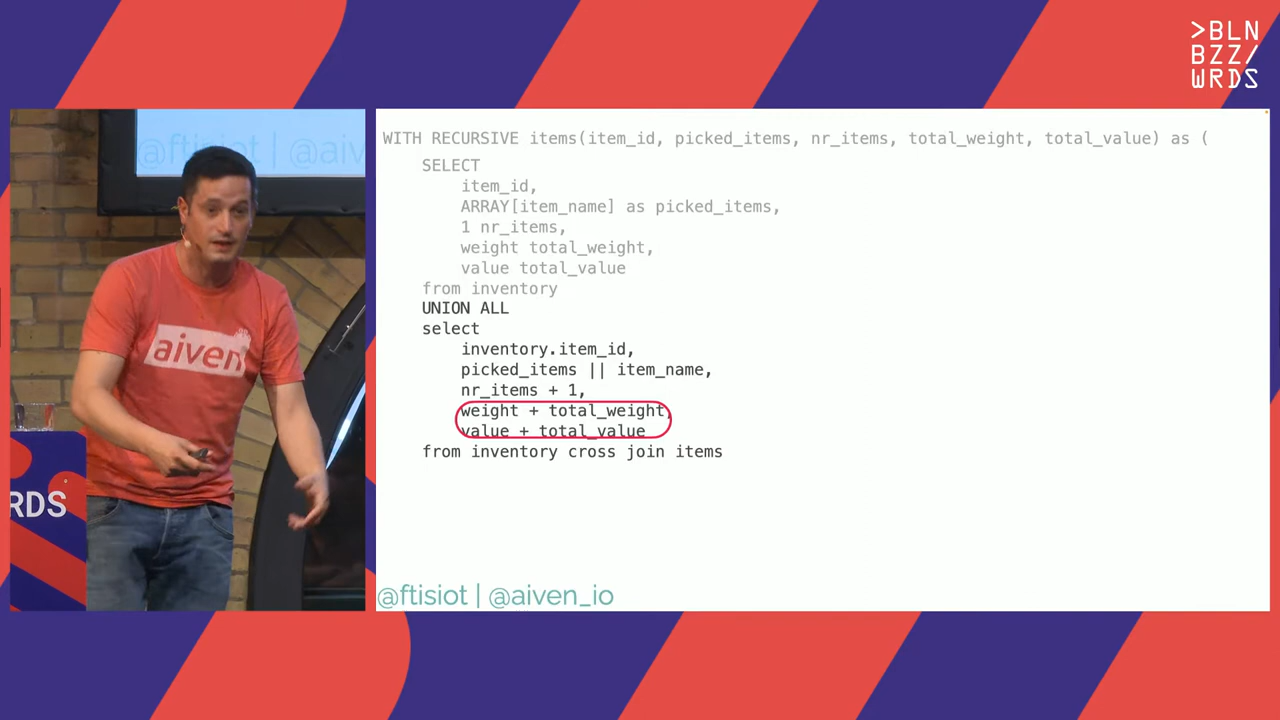 >BLN
BZZ/
WRDS
@ftisiot | @aiv
aiven
RDS
WITH RECURSIVE items(item_id, picked_items, nr_items, total_weight, total_value) as (
SELECT
item_id,
ARRAY[item_name] as picked_items,
1 nr_items,
weight total_weight,
value total_value
from inventory
UNION ALL
select
inventory.item_id,
picked_items || item_name,
nr_items + 1,
weight + total_weight,
value + total_value
from inventory cross join items
@ftisiot | @aiven_io